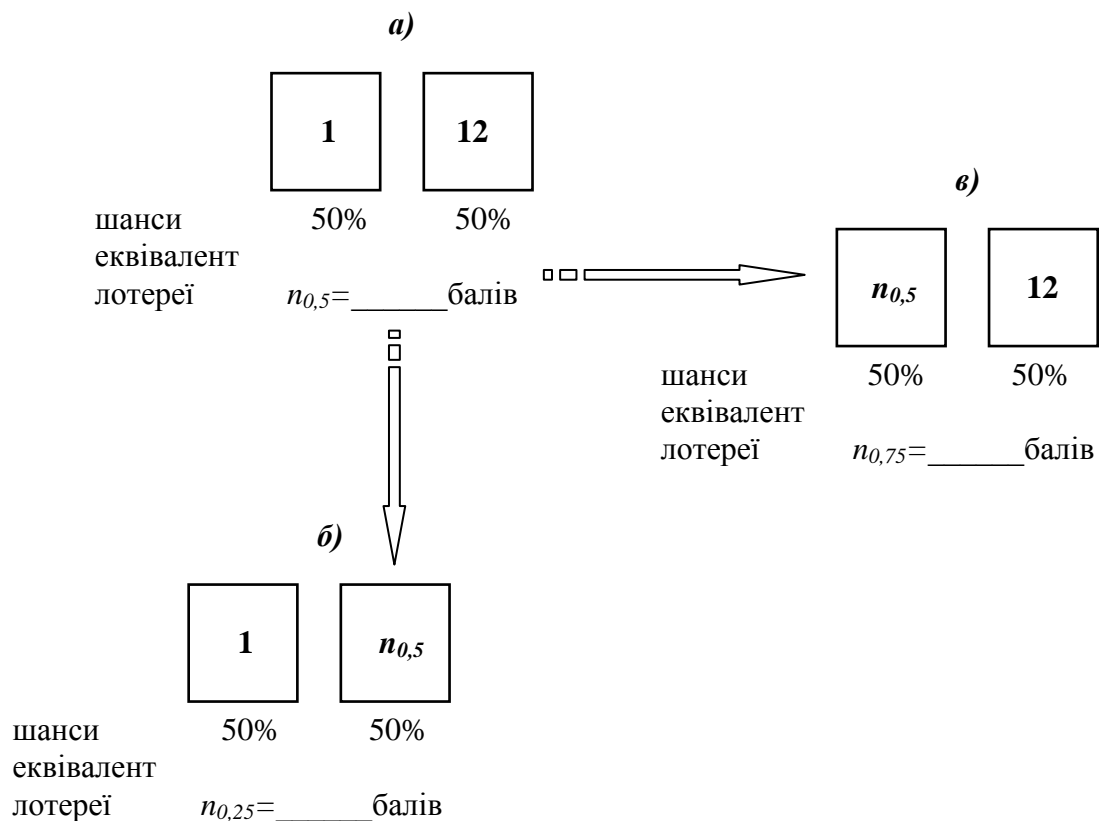 а)
1 12
шанси 50% 50%
еквівалент
лотереї n0,5=______балів
в)
n0,5 12
шанси 50% 50%
еквівалент
лотереї n0,75=______балів
б)
1 n0,5
шанси 50% 50%
еквівалент
лотереї n0,25=______балів